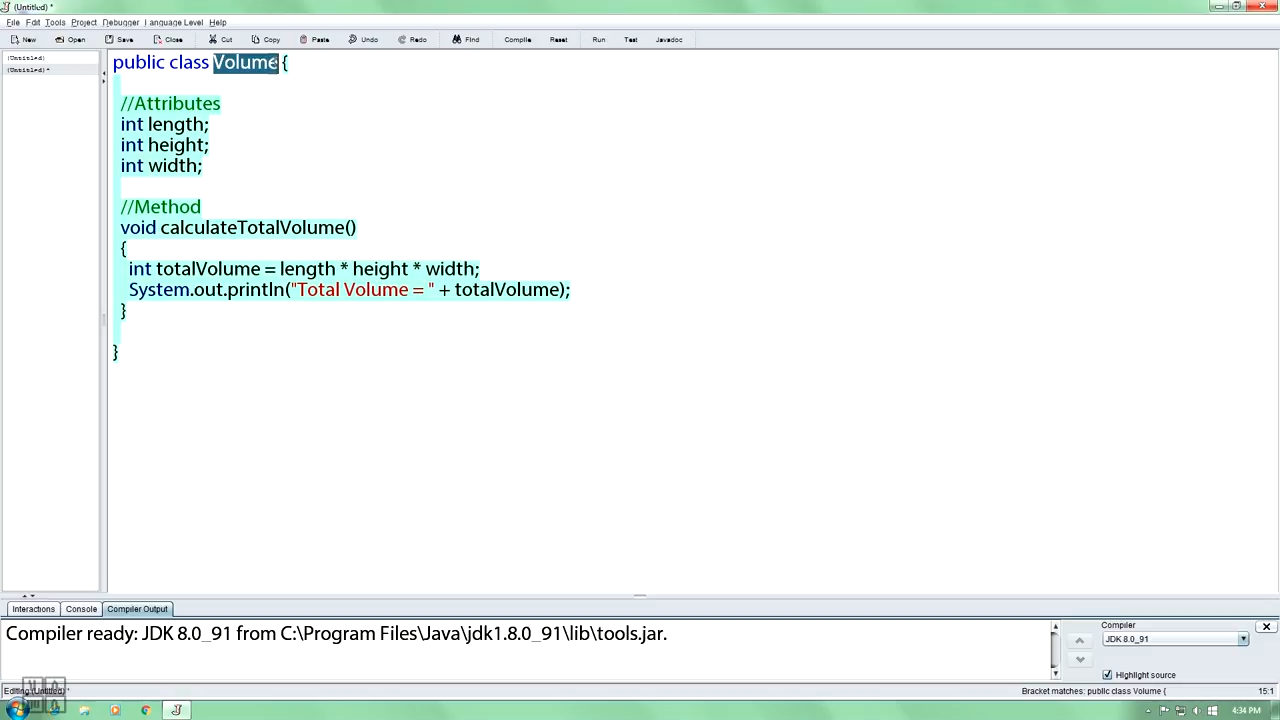 (Untitled) *
File Edit Tools Project Debugger Language Level Help
New Open Save Close Cut Copy Paste Undo Redo Find Compile Reset Run Test Javadoc
(Untitled)
(Untitled) *
public class Volume {
//Attributes
int length;
int height;
int width;
//Method
void calculateTotalVolume()
{
int totalVolume = length * height * width;
System.out.println("Total Volume = " + totalVolume);
}
}
Interactions Console Compiler Output
Compiler ready: JDK 8.0_91 from C:\Program Files\Java\jdk1.8.0_91\lib\tools.jar.
Compiler
JDK 8.0_91
Highlight source
Editing (Untitled) *
Bracket matches: public class Volume { 15:1
4:34 PM